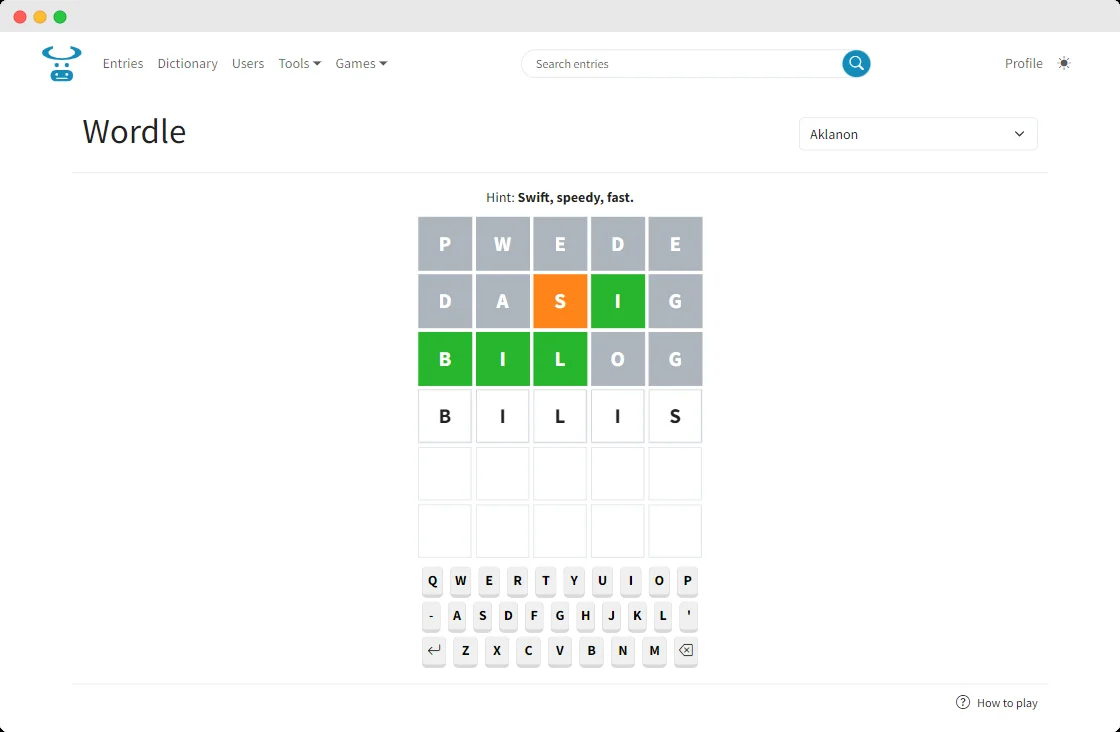 Entries Dictionary Users Tools Games Search entries Profile
Wordle Aklanon
Hint: Swift, speedy, fast.
P W E D E
D A S I G
B I L O G
B I L I S
Q W E R T Y U I O P
- A S D F G H J K L '
Z X C V B N M
? How to play